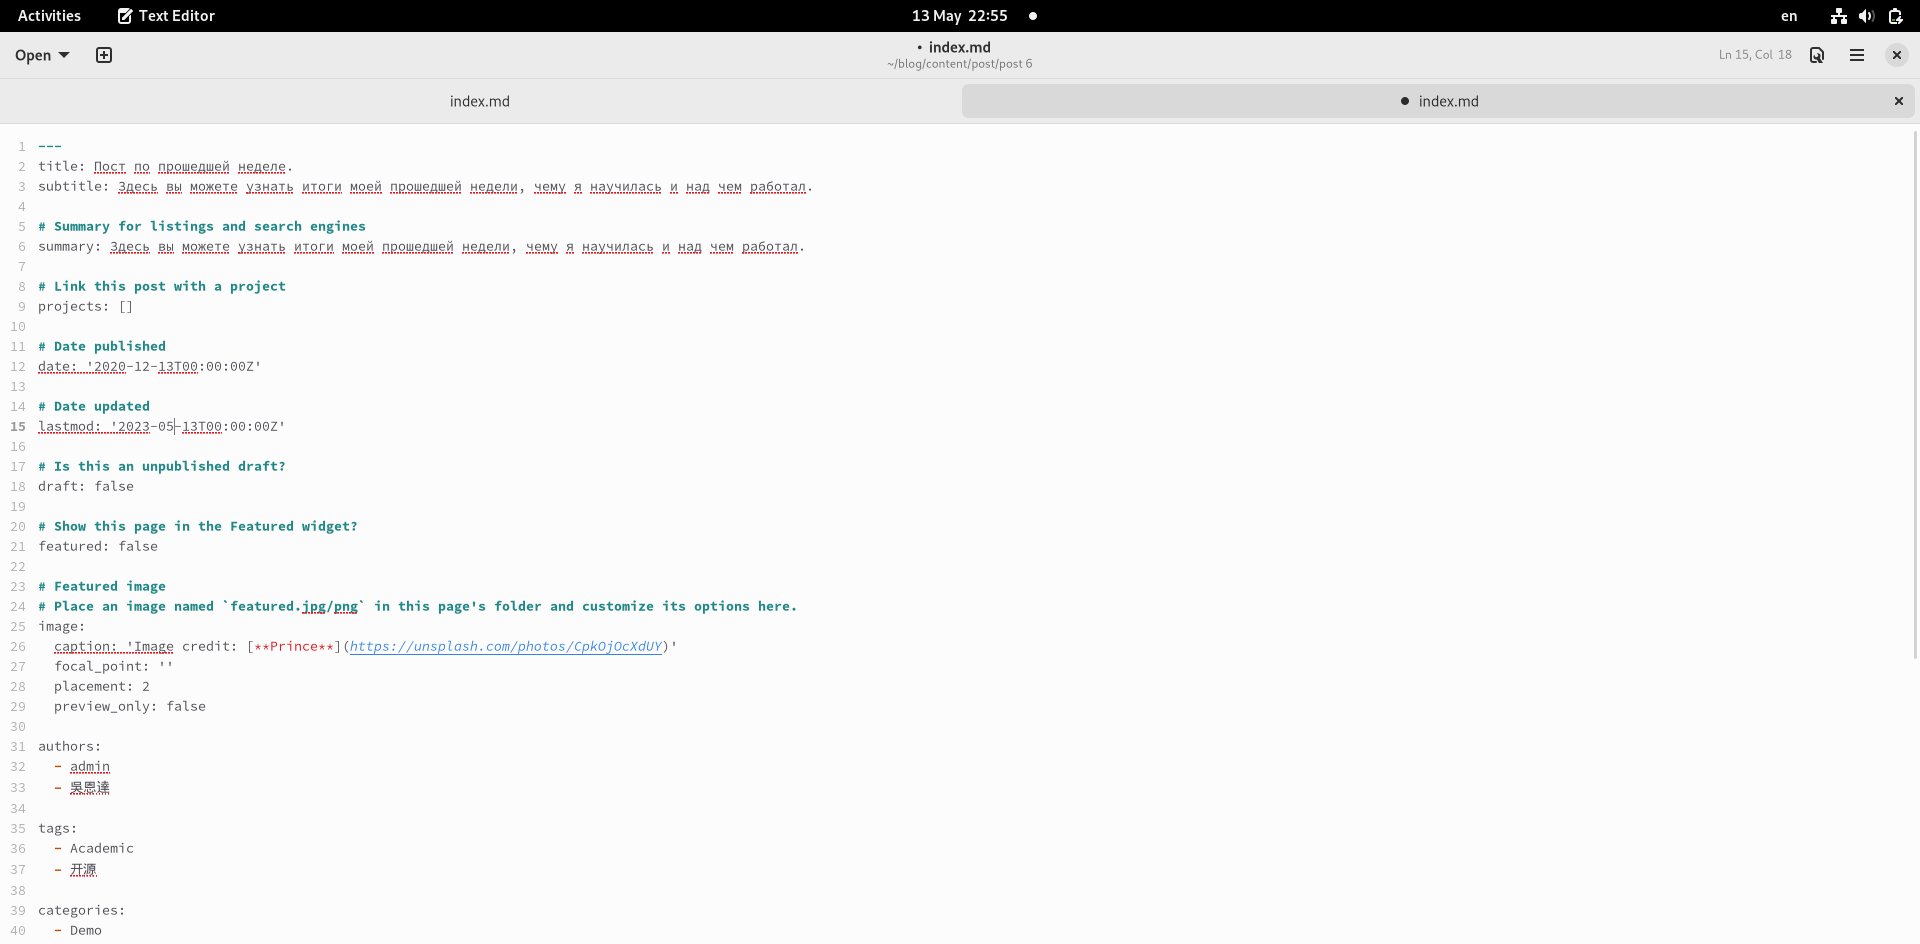 Activities Text Editor 13 May 22:55 en
Open • index.md Ln 15, Col 18
~/blog/content/post/post 6
index.md index.md
1 ---
2 title: Пост по прошедшей неделе.
3 subtitle: Здесь вы можете узнать итоги моей прошедшей недели, чему я научилась и над чем работал.
4
5 # Summary for listings and search engines
6 summary: Здесь вы можете узнать итоги моей прошедшей недели, чему я научилась и над чем работал.
7
8 # Link this post with a project
9 projects: []
10
11 # Date published
12 date: '2020-12-13T00:00:00Z'
13
14 # Date updated
15 lastmod: '2023-05-13T00:00:00Z'
16
17 # Is this an unpublished draft?
18 draft: false
19
20 # Show this page in the Featured widget?
21 featured: false
22
23 # Featured image
24 # Place an image named `featured.jpg/png` in this page's folder and customize its options here.
25 image:
26 caption: 'Image credit: [**Prince**](https://unsplash.com/photos/CpkOjOcXdUY)'
27 focal_point: ''
28 placement: 2
29 preview_only: false
30
31 authors:
32 - admin
33 - 吳恩達
34
35 tags:
36 - Academic
37 - 开源
38
39 categories:
40 - Demo